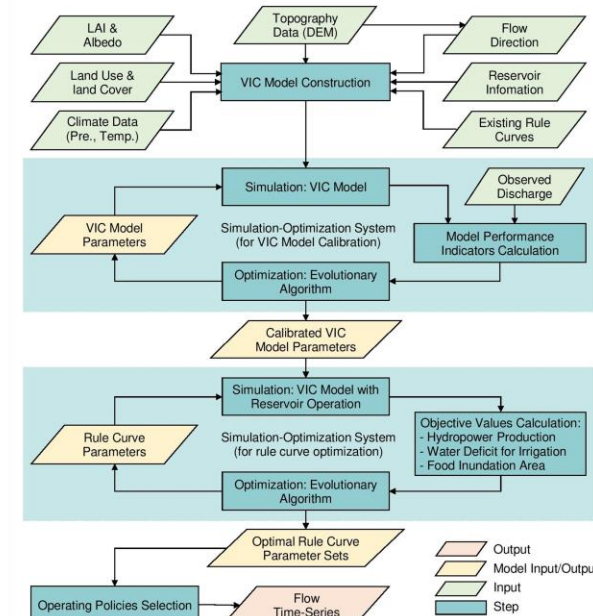 LAI &
Albedo
Topography
Data (DEM)
Flow
Direction
Land Use &
land Cover
VIC Model Construction
Reservoir
Infomation
Climate Data
(Pre., Temp.)
Existing Rule
Curves
Simulation: VIC Model
Observed
Discharge
VIC Model
Parameters
Simulation-Optimization System
(for VIC Model Calibration)
Model Performance
Indicators Calculation
Optimization: Evolutionary
Algorithm
Calibrated VIC
Model Parameters
Simulation: VIC Model with
Reservoir Operation
Rule Curve
Parameters
Simulation-Optimization System
(for rule curve optimization)
Objective Values Calculation:
- Hydropower Production
- Water Deficit for Irrigation
- Food Inundation Area
Optimization: Evolutionary
Algorithm
Optimal Rule Curve
Parameter Sets
Operating Policies Selection
Flow
Time-Series
Output
Model Input/Outpu
Input
Step